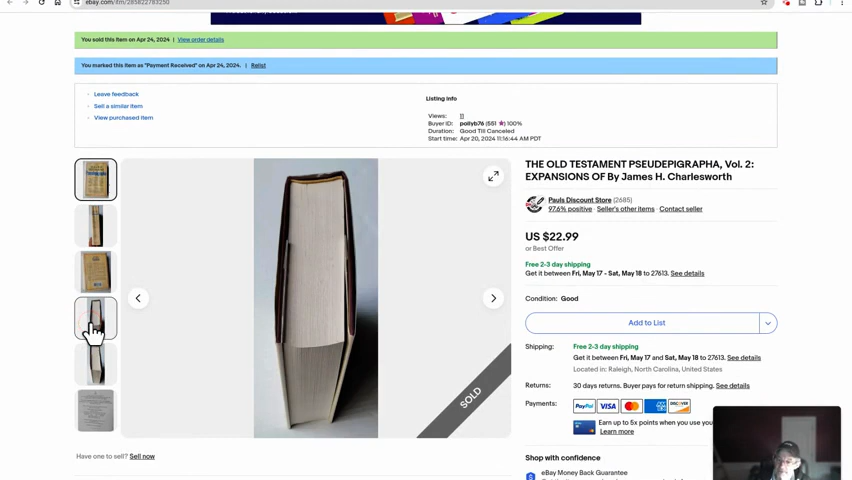 ebay.com/itm/285822783250
You sold this item on Apr 24, 2024 | View order details
You marked this item as "Payment Received" on Apr 24, 2024. | Relist
Leave feedback
Sell a similar item
View purchased item
Listing Info
Views:
Buyer ID: pollyb76 (551 ★) 100%
Duration: Good Till Canceled
Start time: Apr 20, 2024 11:16:44 AM PDT
THE OLD TESTAMENT PSEUDEPIGRAPHA, Vol. 2:
EXPANSIONS OF By James H. Charlesworth
Pauls Discount Store (2685)
97.6% positive · Seller's other items · Contact seller
US $22.99
or Best Offer
Free 2-3 day shipping
Get it between Fri, May 17 - Sat, May 18 to 27613. See details
Condition: Good
Add to List
Shipping: Free 2-3 day shipping
Get it between Fri, May 17 and Sat, May 18 to 27613. See details
Located in: Raleigh, North Carolina, United States
Returns: 30 days returns. Buyer pays for return shipping. See details
Payments: PayPal VISA DISCOVER
Earn up to 5x points when you use you
Learn more
SOLD
Have one to sell? Sell now
Shop with confidence
eBay Money Back Guarantee